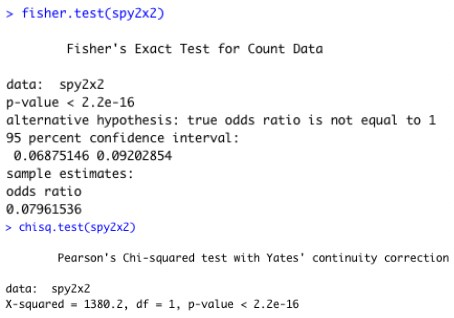 > fisher.test(spy2x2)
Fisher's Exact Test for Count Data
data: spy2x2
p-value < 2.2e-16
alternative hypothesis: true odds ratio is not equal to 1
95 percent confidence interval:
0.06875146 0.09202854
sample estimates:
odds ratio
0.07961536
> chisq.test(spy2x2)
Pearson's Chi-squared test with Yates' continuity correction
data: spy2x2
X-squared = 1380.2, df = 1, p-value < 2.2e-16